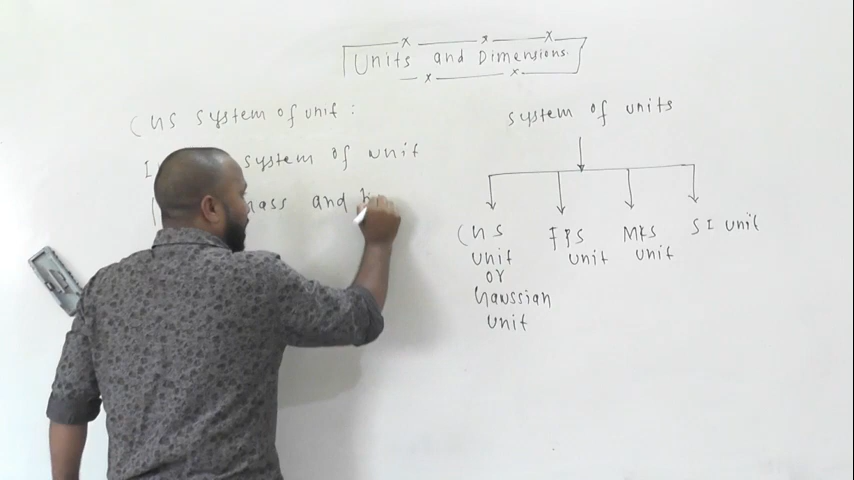 Units and Dimensions.
CGS system of unit :
system of unit
mass and
system of units
CGS
unit
or
Gaussian
unit
FPS
unit
MKS
unit
SI unit